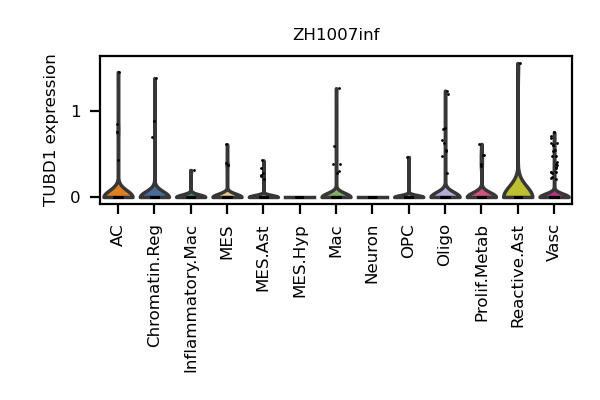 ZH1007inf
TUBD1 expression
1
0
AC
Chromatin.Reg
Inflammatory.Mac
MES
MES.Ast
MES.Hyp
Mac
Neuron
OPC
Oligo
Prolif.Metab
Reactive.Ast
Vasc